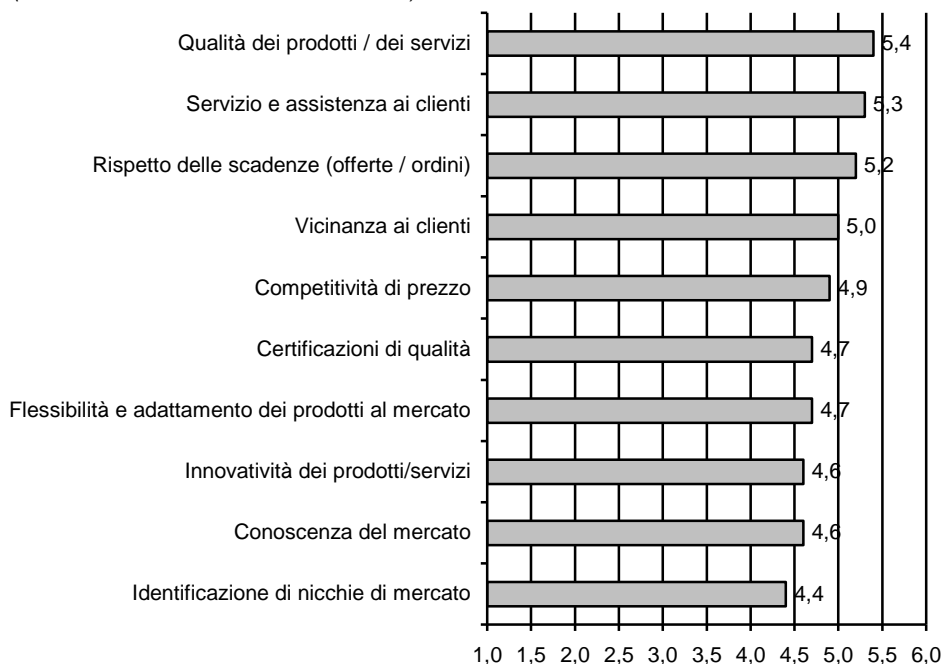 Qualità dei prodotti / dei servizi 5,4
Servizio e assistenza ai clienti 5,3
Rispetto delle scadenze (offerte / ordini) 5,2
Vicinanza ai clienti 5,0
Competitività di prezzo 4,9
Certificazioni di qualità 4,7
Flessibilità e adattamento dei prodotti al mercato 4,7
Innovatività dei prodotti/servizi 4,6
Conoscenza del mercato 4,6
Identificazione di nicchie di mercato 4,4
1,0 1,5 2,0 2,5 3,0 3,5 4,0 4,5 5,0 5,5 6,0